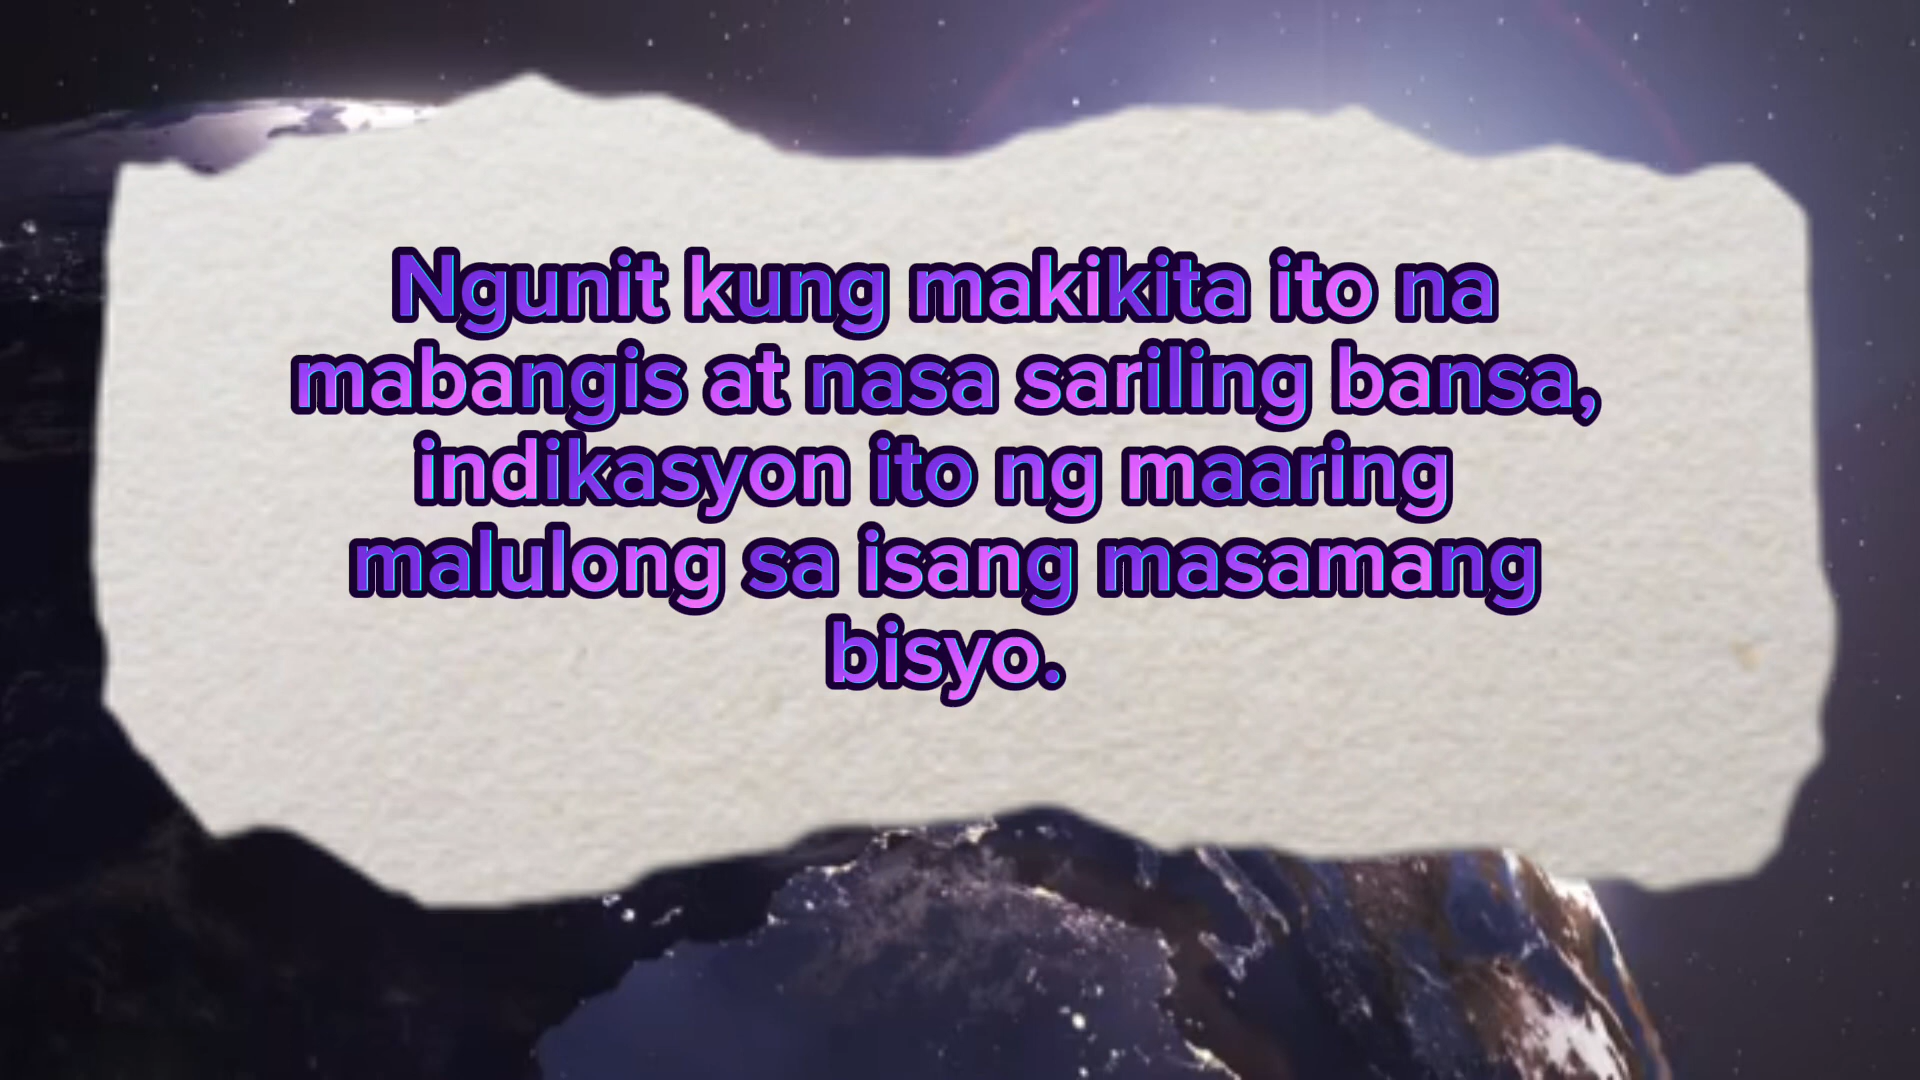 Ngunit kung makikita ito na
mabangis at nasa sariling bansa,
indikasyon ito ng maaring
malulong sa isang masamang
bisyo.